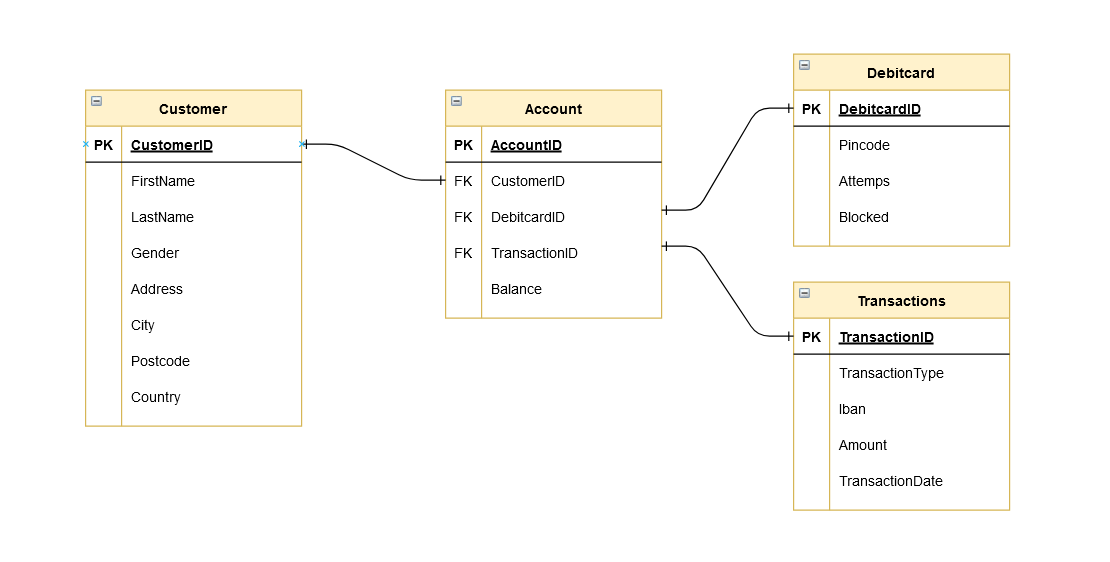 Customer
PK CustomerID
FirstName
LastName
Gender
Address
City
Postcode
Country
Account
PK AccountID
FK CustomerID
FK DebitcardID
FK TransactionID
Balance
Debitcard
PK DebitcardID
Pincode
Attemps
Blocked
Transactions
PK TransactionID
TransactionType
Iban
Amount
TransactionDate